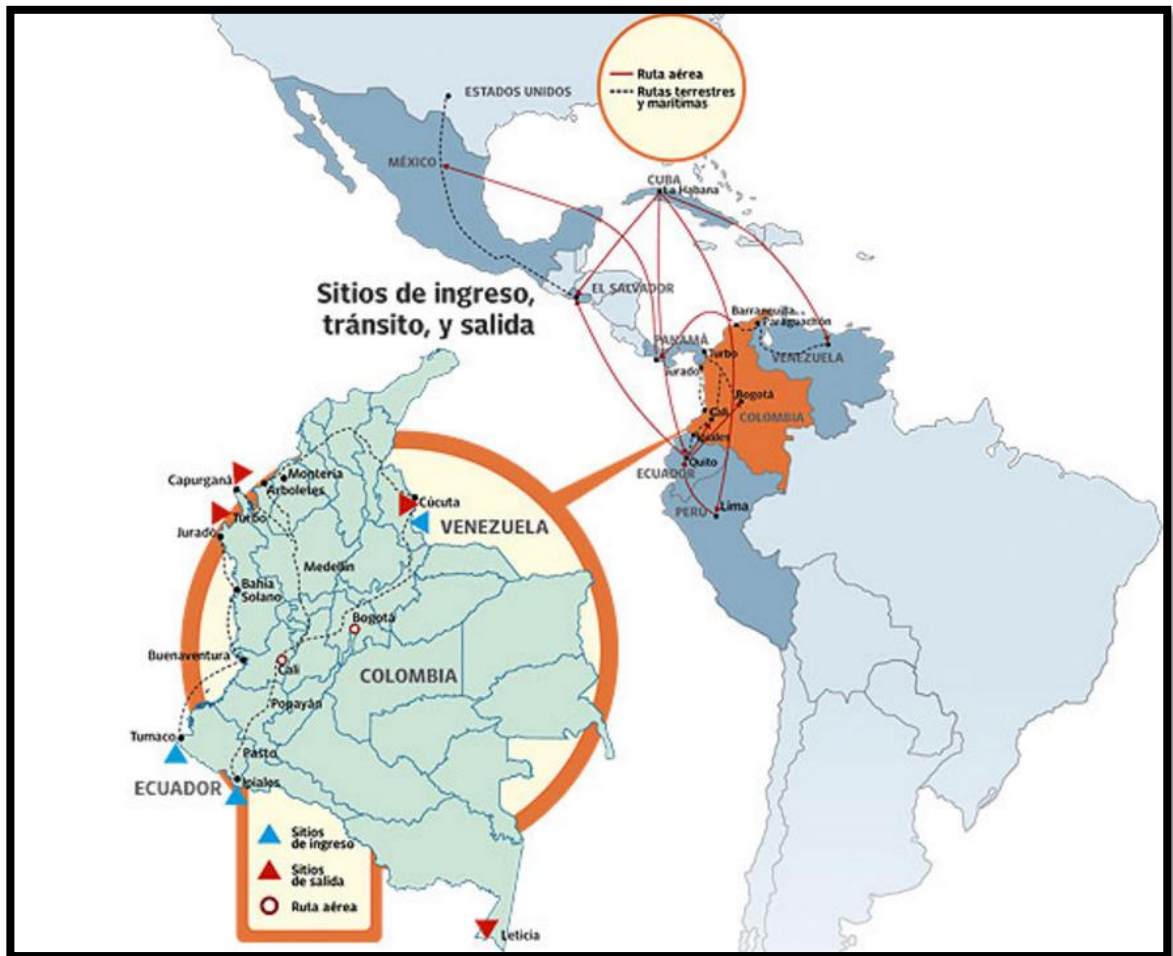 Ruta aérea
Rutas terrestres
y marítimas
ESTADOS UNIDOS
MÉXICO
CUBA
La Habana
EL SALVADOR
Sitios de ingreso,
tránsito, y salida
Barranquilla
Paraguachón
PANAMÁ
Turbo
VENEZUELA
Jurado
Bogotá
Cali
COLOMBIA
Ipiales
Quito
ECUADOR
PERÚ
Lima
Capurganá
Montería
Arboletes
Cúcuta
Turbo
VENEZUELA
Jurado
Medellín
Bahía
Solano
Bogotá
Buenaventura
Cali
COLOMBIA
Popayán
Tumaco
Pasto
ECUADOR
Ipiales
Sitios
de ingreso
Sitios
de salida
Ruta aérea
Leticia